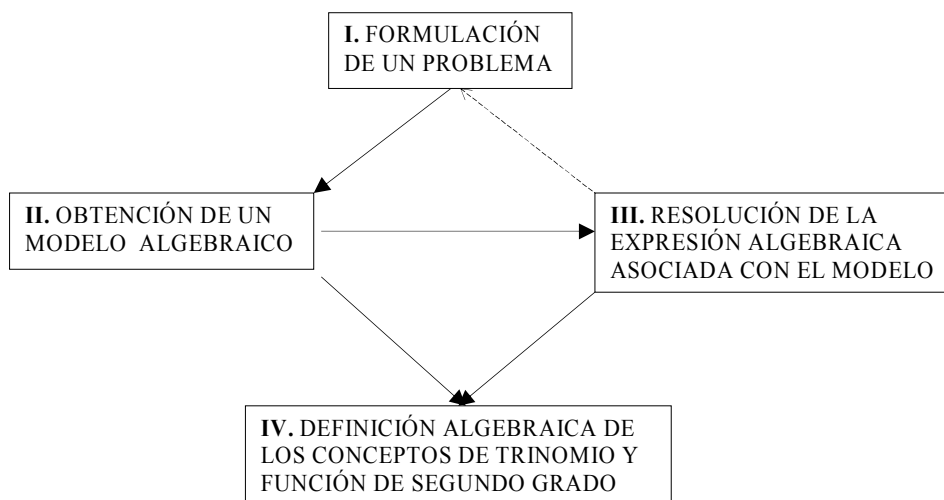 I. FORMULACIÓN
DE UN PROBLEMA
II. OBTENCIÓN DE UN
MODELO ALGEBRAICO
III. RESOLUCIÓN DE LA
EXPRESIÓN ALGEBRAICA
ASOCIADA CON EL MODELO
IV. DEFINICIÓN ALGEBRAICA DE
LOS CONCEPTOS DE TRINOMIO Y
FUNCIÓN DE SEGUNDO GRADO